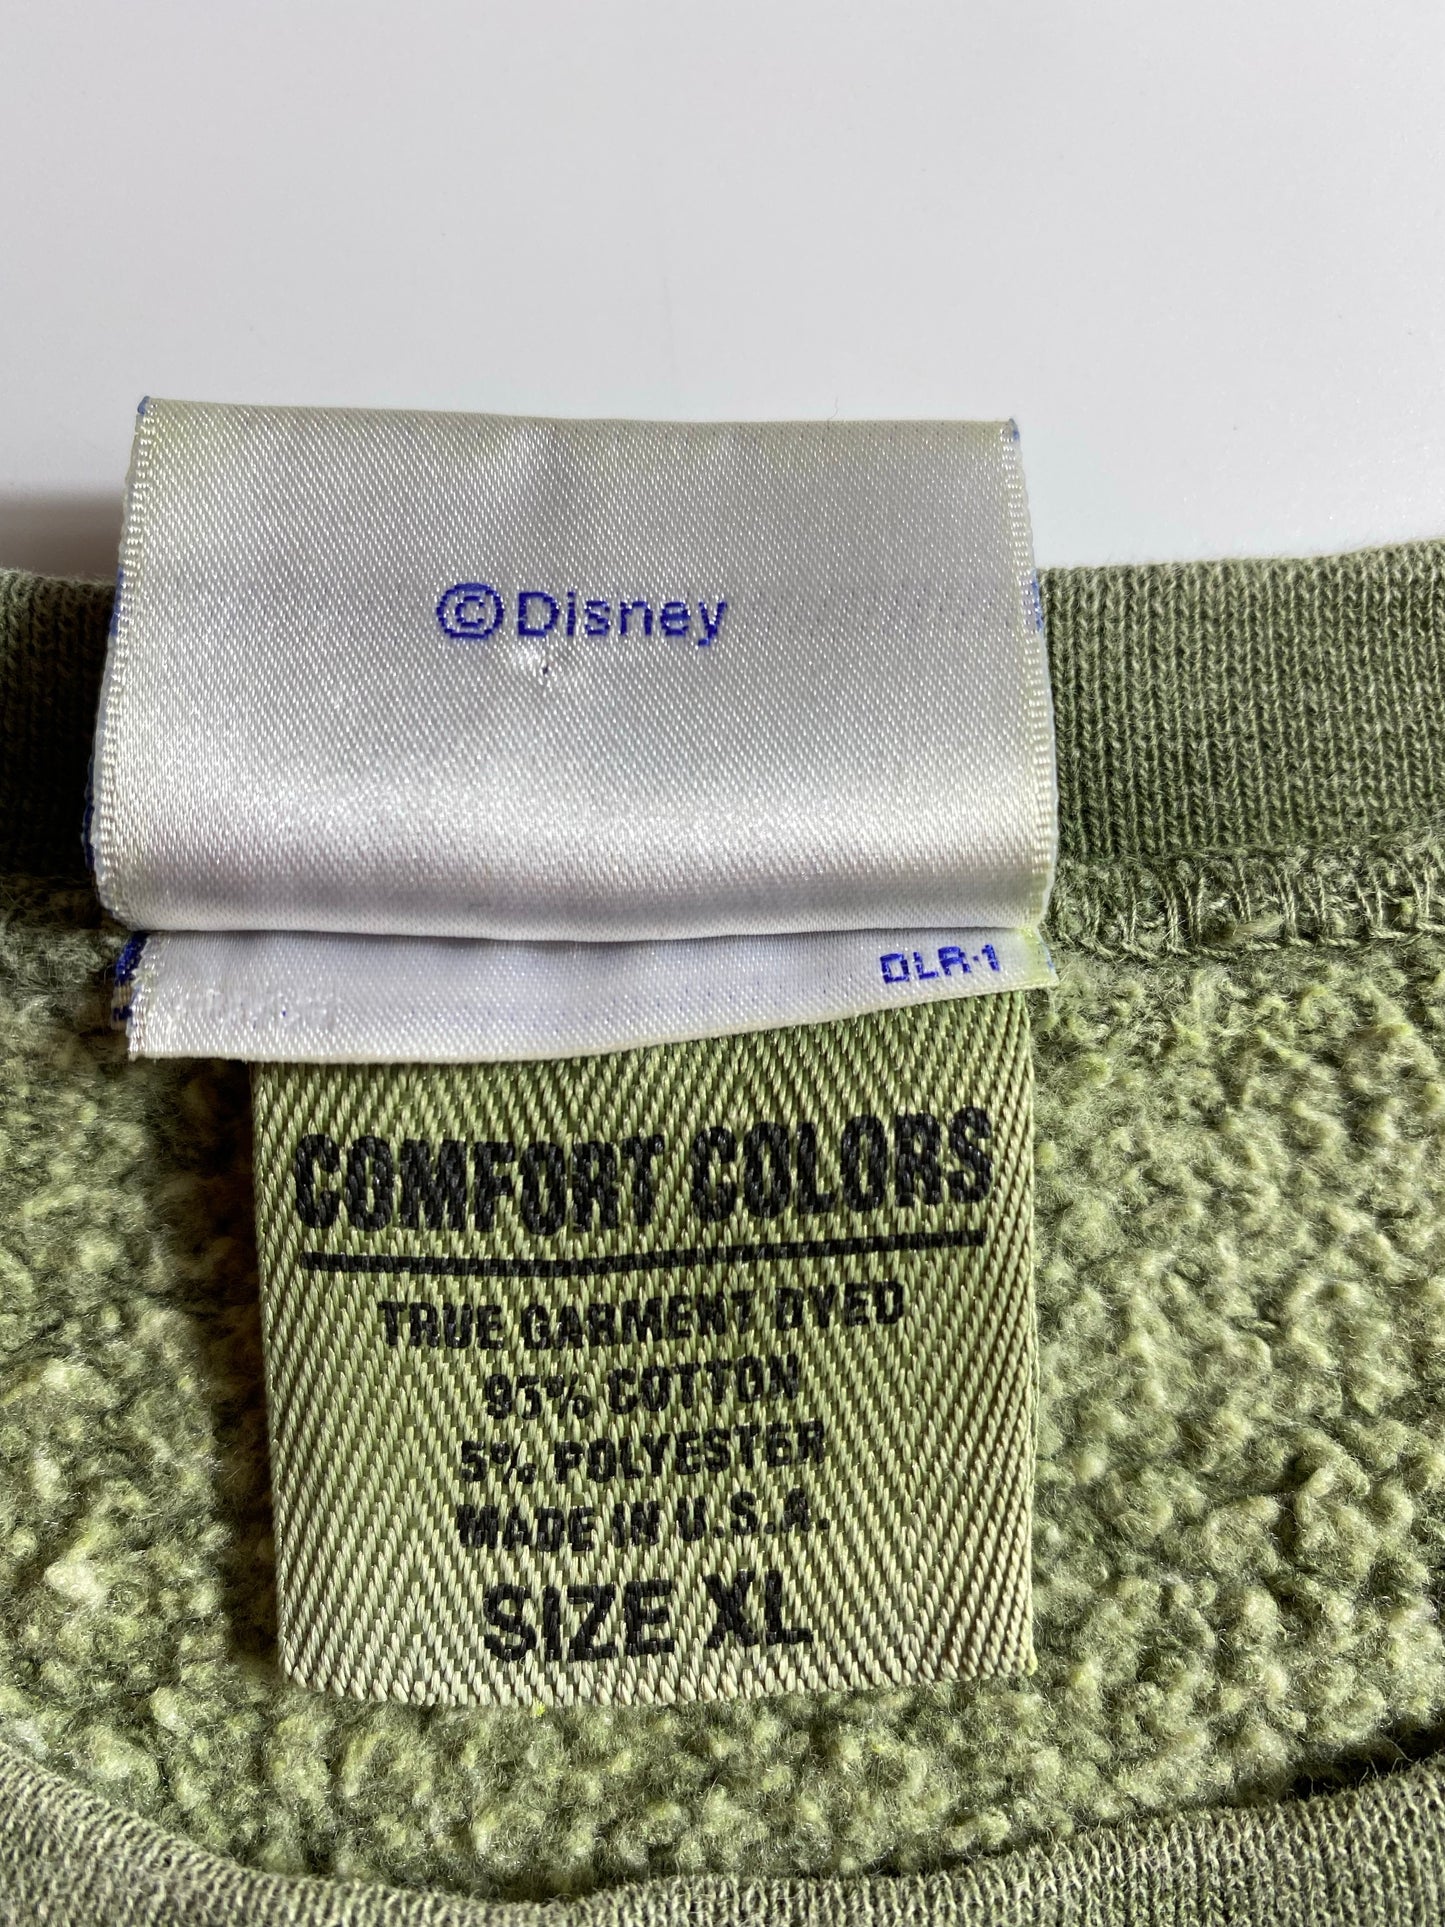 ©Disney
DLR·1
COMFORT COLORS
TRUE GARMENT DYED
95% COTTON
5% POLYESTER
MADE IN U.S.A.
SIZE XL